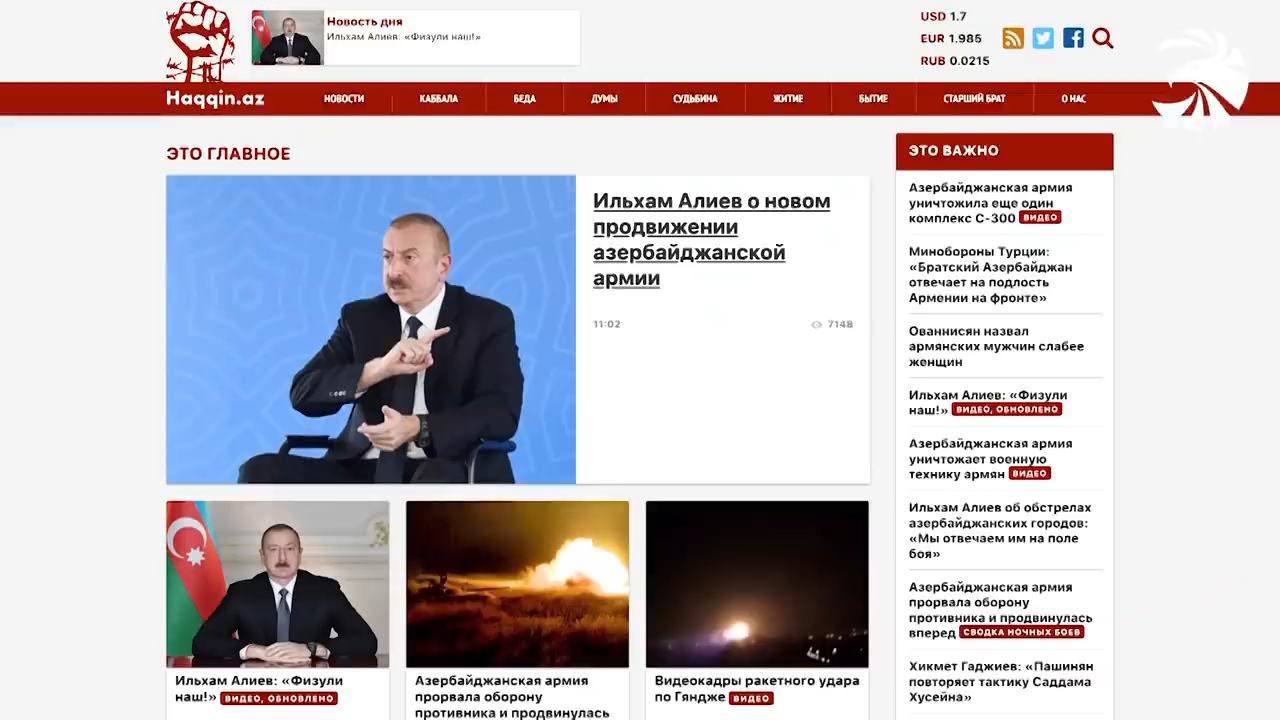 Новость дня
Ильхам Алиев: «Физули наш!»
USD 1.7
EUR 1.985
RUB 0.0215
Haqqin.az
НОВОСТИ
КАББАЛА
БЕДА
ДУМЫ
СУДЬБИНА
ЖИТИЕ
БЫТИЕ
СТАРШИЙ БРАТ
О НАС
ЭТО ГЛАВНОЕ
Ильхам Алиев о новом
продвижении
азербайджанской
армии
11:02
7148
Ильхам Алиев: «Физули
наш!» ВИДЕО, ОБНОВЛЕНО
Азербайджанская армия
прорвала оборону
противника и продвинулась
Видеокадры ракетного удара
по Гяндже ВИДЕО
ЭТО ВАЖНО
Азербайджанская армия
уничтожила еще один
комплекс С-300 ВИДЕО
Минобороны Турции:
«Братский Азербайджан
отвечает на подлость
Армении на фронте»
Ованнисян назвал
армянских мужчин слабее
женщин
Ильхам Алиев: «Физули
наш!» ВИДЕО, ОБНОВЛЕНО
Азербайджанская армия
уничтожает военную
технику армян ВИДЕО
Ильхам Алиев об обстрелах
азербайджанских городов:
«Мы отвечаем им на поле
боя»
Азербайджанская армия
прорвала оборону
противника и продвинулась
вперед СВОДКА НОЧНЫХ БОЕВ
Хикмет Гаджиев: «Пашинян
повторяет тактику Саддама
Хусейна»